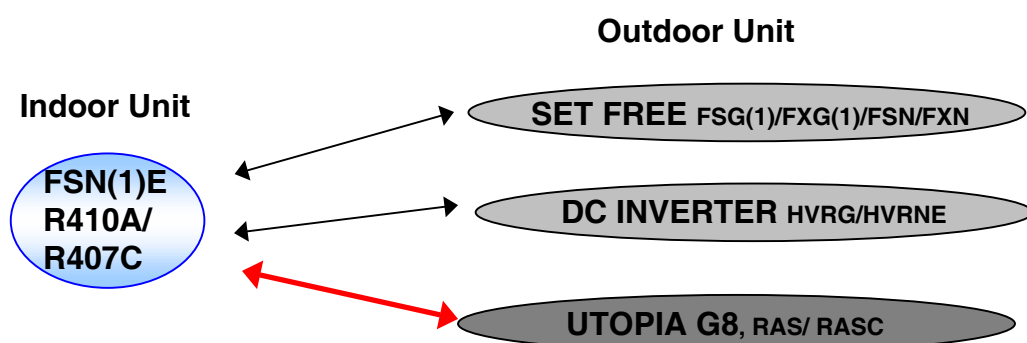 Outdoor Unit
Indoor Unit
SET FREE FSG(1)/FXG(1)/FSN/FXN
FSN(1)E
R410A/
R407C
DC INVERTER HVRG/HVRNE
UTOPIA G8, RAS/ RASC